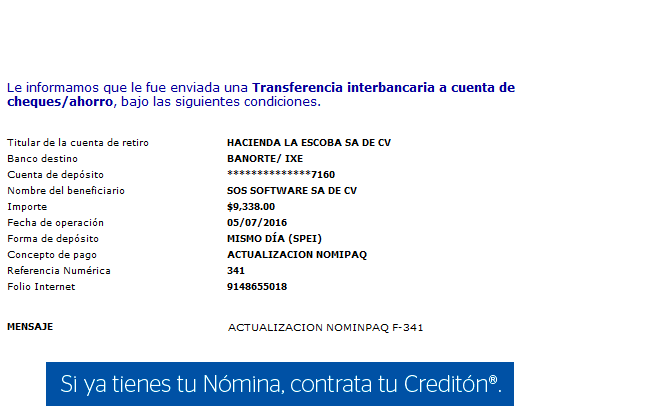 Le informamos que le fue enviada una Transferencia interbancaria a cuenta de
cheques/ahorro, bajo las siguientes condiciones.
Titular de la cuenta de retiro HACIENDA LA ESCOBA SA DE CV
Banco destino BANORTE/ IXE
Cuenta de depósito **************7160
Nombre del beneficiario SOS SOFTWARE SA DE CV
Importe $9,338.00
Fecha de operación 05/07/2016
Forma de depósito MISMO DÍA (SPEI)
Concepto de pago ACTUALIZACION NOMIPAQ
Referencia Numérica 341
Folio Internet 9148655018
MENSAJE ACTUALIZACION NOMINPAQ F-341
Si ya tienes tu Nómina, contrata tu Creditón®.